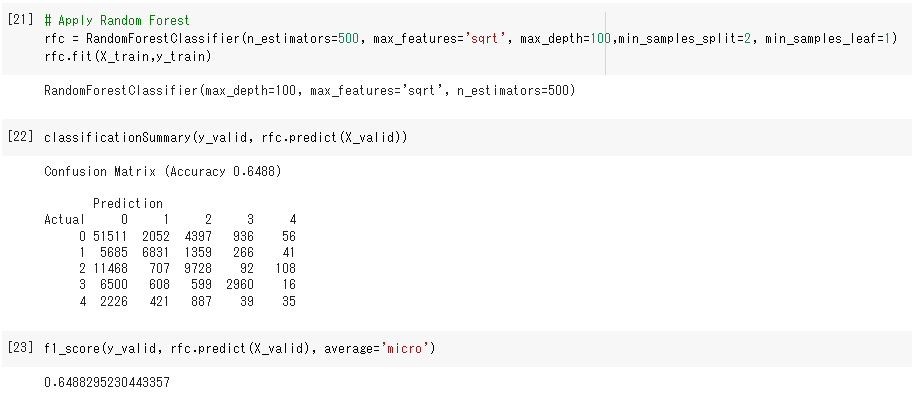 [21] # Apply Random Forest
rfc = RandomForestClassifier(n_estimators=500, max_features='sqrt', max_depth=100,min_samples_split=2, min_samples_leaf=1)
rfc.fit(X_train,y_train)
RandomForestClassifier(max_depth=100, max_features='sqrt', n_estimators=500)
[22] classificationSummary(y_valid, rfc.predict(X_valid))
Confusion Matrix (Accuracy 0.6488)
Prediction
Actual 0 1 2 3 4
0 51511 2052 4397 936 56
1 5685 6831 1359 266 41
2 11468 707 9728 92 108
3 6500 608 599 2960 16
4 2226 421 887 39 35
[23] f1_score(y_valid, rfc.predict(X_valid), average='micro')
0.6488295230443357